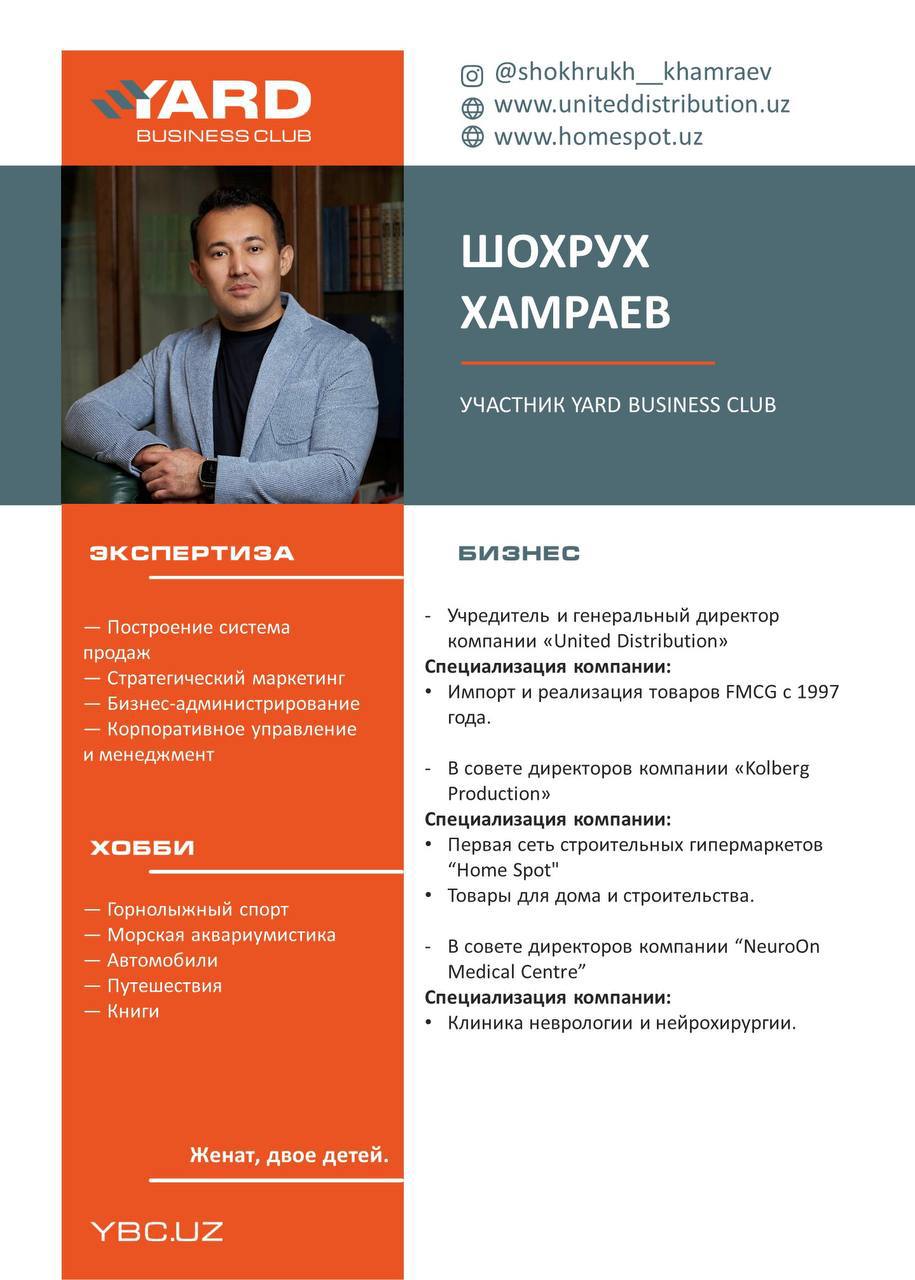 YARD
BUSINESS CLUB
@shokhrukh__khamraev
www.uniteddistribution.uz
www.homespot.uz
ШОХРУХ
ХАМРАЕВ
УЧАСТНИК YARD BUSINESS CLUB
ЭКСПЕРТИЗА
— Построение система
продаж
— Стратегический маркетинг
— Бизнес-администрирование
— Корпоративное управление
и менеджмент
ХОББИ
— Горнолыжный спорт
— Морская аквариумистика
— Автомобили
— Путешествия
— Книги
Женат, двое детей.
YBC.UZ
БИЗНЕС
- Учредитель и генеральный директор
компании «United Distribution»
Специализация компании:
• Импорт и реализация товаров FMCG с 1997
года.
- В совете директоров компании «Kolberg
Production»
Специализация компании:
• Первая сеть строительных гипермаркетов
“Home Spot"
• Товары для дома и строительства.
- В совете директоров компании “NeuroOn
Medical Centre”
Специализация компании:
• Клиника неврологии и нейрохирургии.